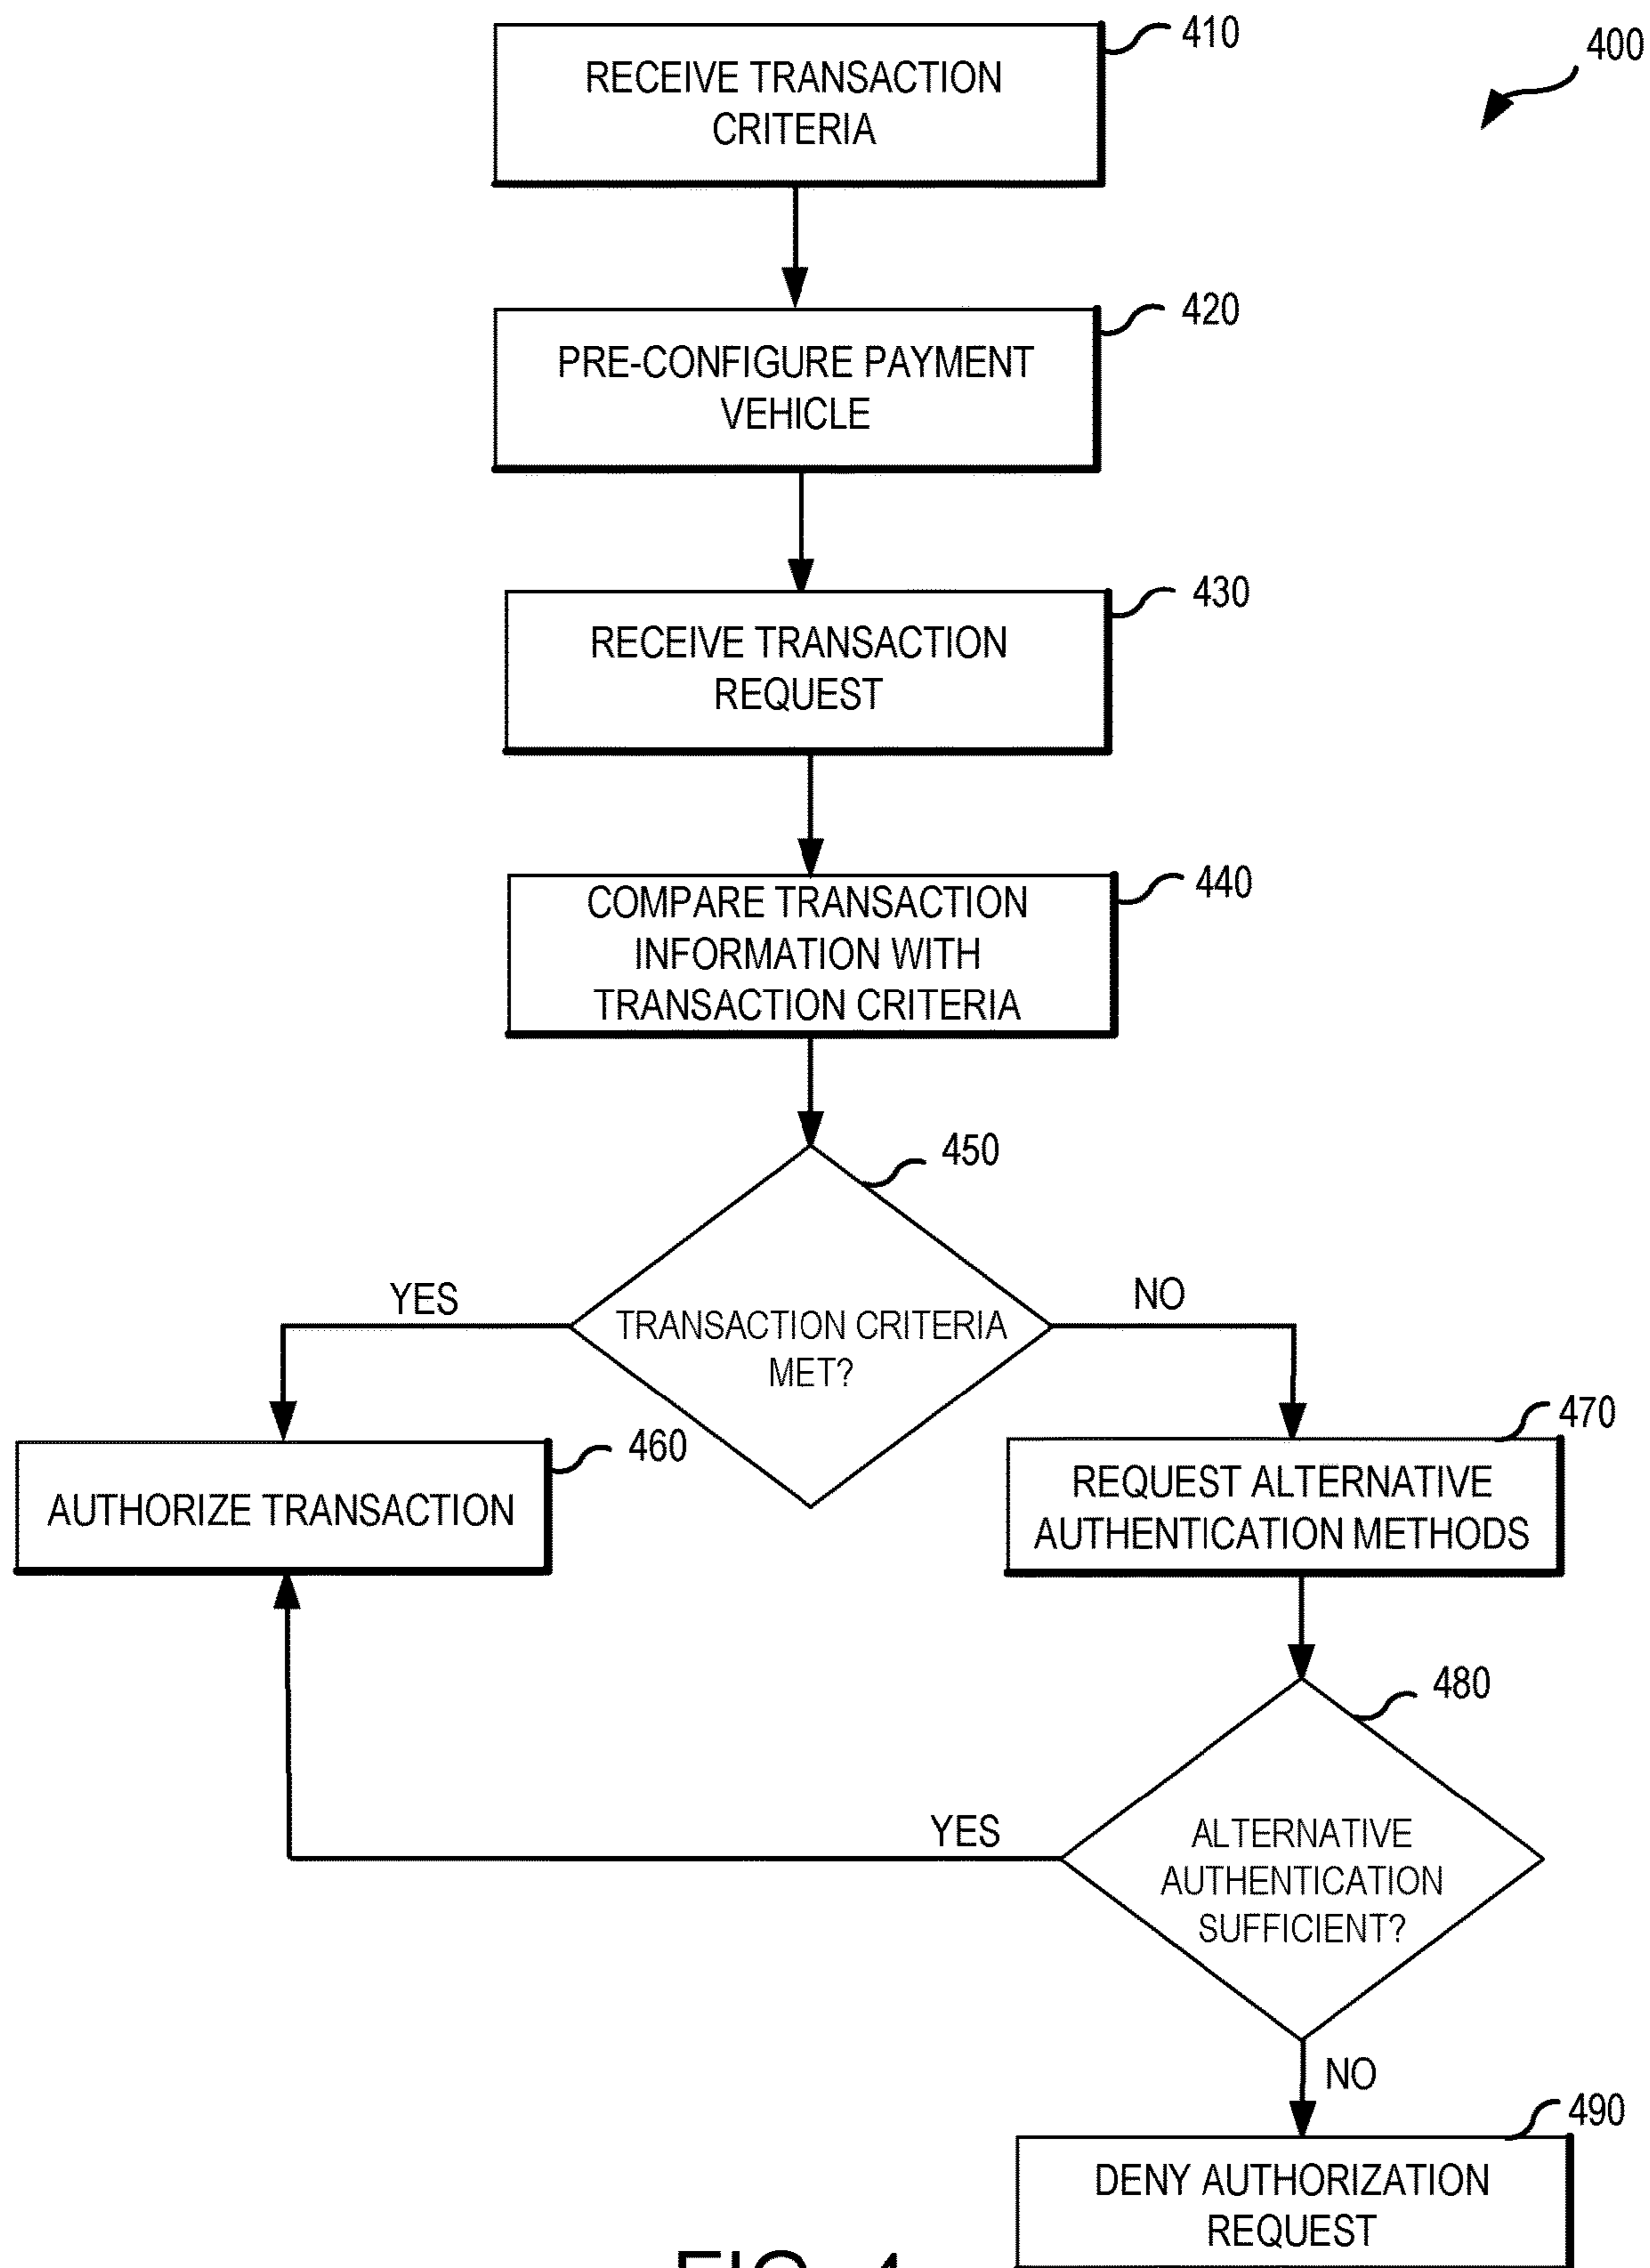 410
400
RECEIVE TRANSACTION
CRITERIA
420
PRE-CONFIGURE PAYMENT
VEHICLE
430
RECEIVE TRANSACTION
REQUEST
440
COMPARE TRANSACTION
INFORMATION WITH
TRANSACTION CRITERIA
450
YES
NO
TRANSACTION CRITERIA
MET?
460
470
AUTHORIZE TRANSACTION
REQUEST ALTERNATIVE
AUTHENTICATION METHODS
480
YES
ALTERNATIVE
AUTHENTICATION
SUFFICIENT?
NO
490
DENY AUTHORIZATION
REQUEST
FIG. 4